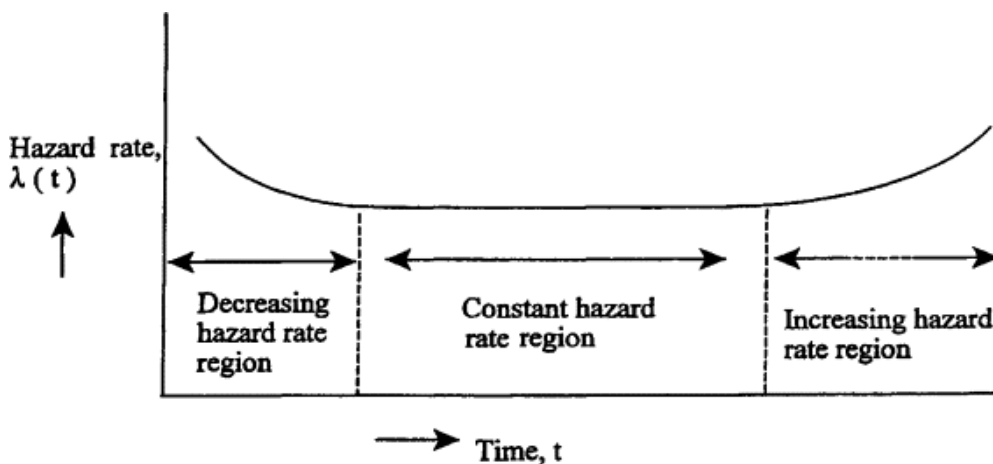 Hazard rate,
λ ( t )
Decreasing
hazard rate
region
Constant hazard
rate region
Increasing hazard
rate region
Time, t